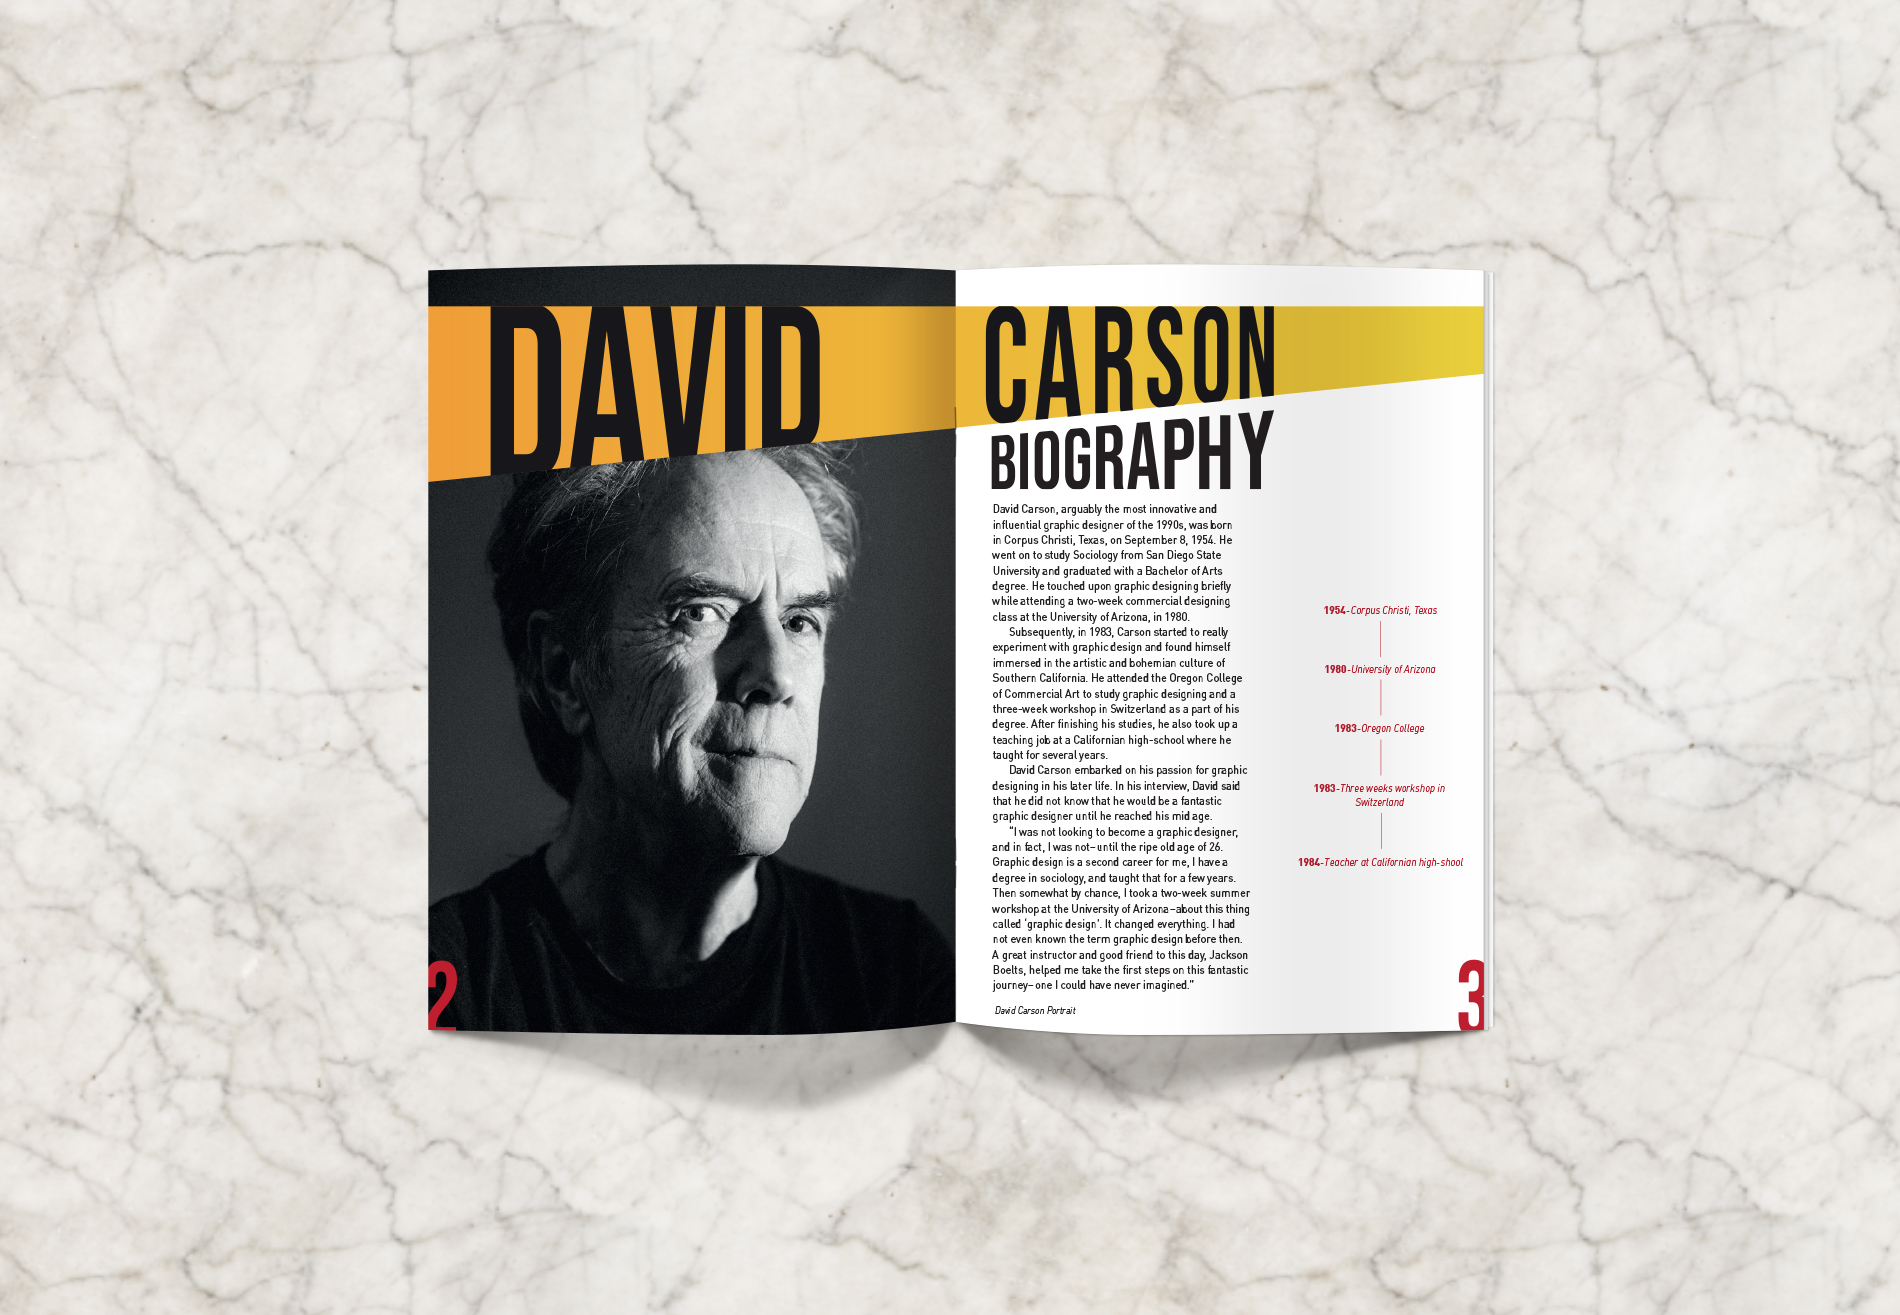 DAVID
CARSON
BIOGRAPHY
David Carson, arguably the most innovative and
influential graphic designer of the 1990s, was born
in Corpus Christi, Texas, on September 8, 1954. He
went on to study Sociology from San Diego State
University and graduated with a Bachelor of Arts
degree. He touched upon graphic designing briefly
while attending a two-week commercial designing
class at the University of Arizona, in 1980.
Subsequently, in 1983, Carson started to really
experiment with graphic design and found himself
immersed in the artistic and bohemian culture of
Southern California. He attended the Oregon College
of Commercial Art to study graphic designing and a
three-week workshop in Switzerland as a part of his
degree. After finishing his studies, he also took up a
teaching job at a Californian high-school where he
taught for several years.
David Carson embarked on his passion for graphic
designing in his later life. In his interview, David said
that he did not know that he would be a fantastic
graphic designer until he reached his mid age.
"I was not looking to become a graphic designer,
and in fact, I was not–until the ripe old age of 26.
Graphic design is a second career for me, I have a
degree in sociology, and taught that for a few years.
Then somewhat by chance, I took a two-week summer
workshop at the University of Arizona–about this thing
called 'graphic design'. It changed everything. I had
not even known the term graphic design before then.
A great instructor and good friend to this day, Jackson
Boelts, helped me take the first steps on this fantastic
journey–one I could have never imagined."
David Carson Portrait
1954-Corpus Christi, Texas
1980-University of Arizona
1983-Oregon College
1983-Three weeks workshop in
Switzerland
1984-Teacher at Californian high-shool
2
3